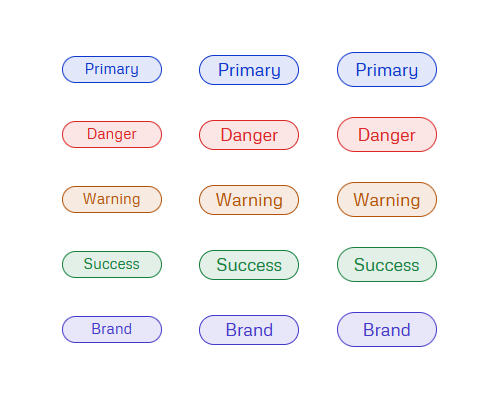 Primary Primary Primary
Danger Danger Danger
Warning Warning Warning
Success Success Success
Brand Brand Brand